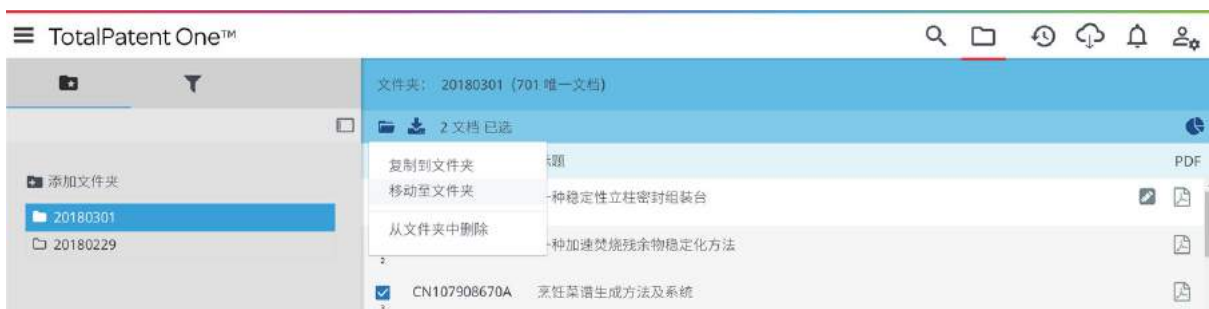 TotalPatent One™
文件夹： 20180301 (701 唯一文档)
2 文档 已选
复制到文件夹
移动至文件夹
从文件夹中删除
标题
PDF
添加文件夹
20180301
20180229
一种稳定性立柱密封组装台
一种加速焚烧残余物稳定化方法
2
CN107908670A 烹饪菜谱生成方法及系统
3